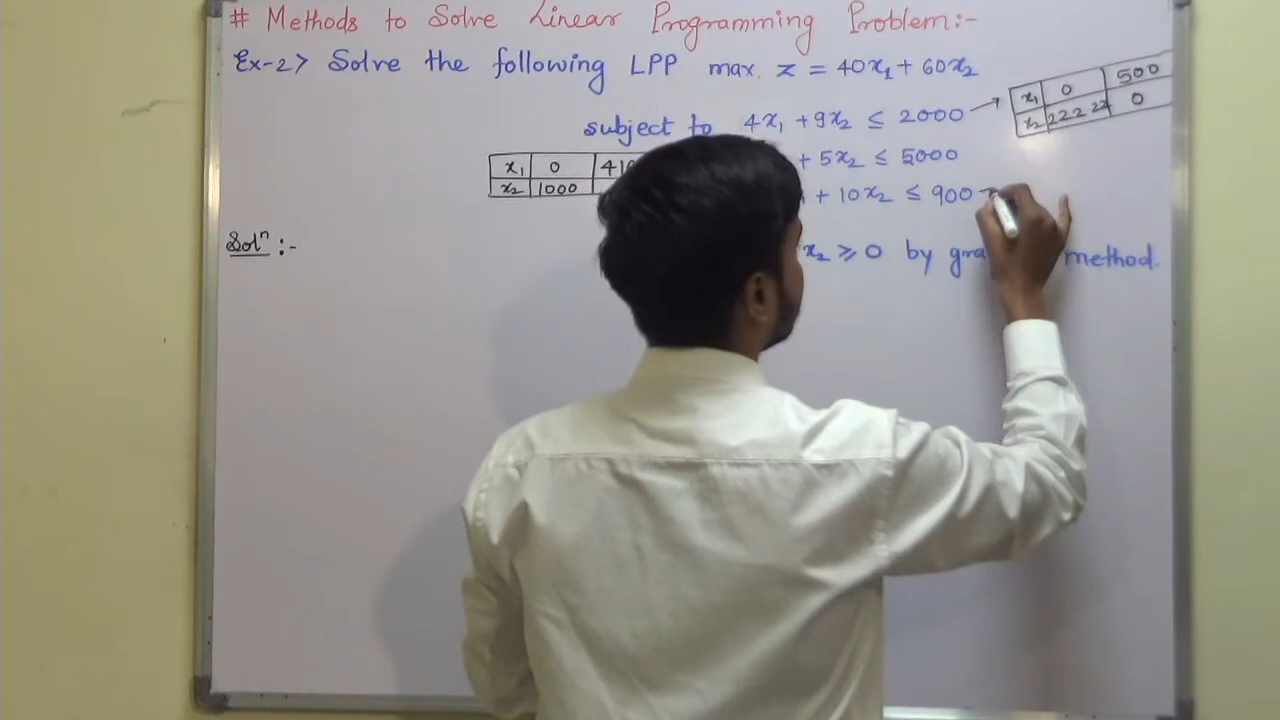 # Methods to Solve Linear Programming Problem:-
Ex-2> Solve the following LPP max. z = 40x₁ + 60x₂
subject to 4x₁ + 9x₂ ≤ 2000 →
x₁ 0 500
x₂ 222.22 0
+ 5x₂ ≤ 5000
x₁ 0
x₂ 1000
+ 10x₂ ≤ 900
Solⁿ :-
x₂ ⩾ 0 by method.